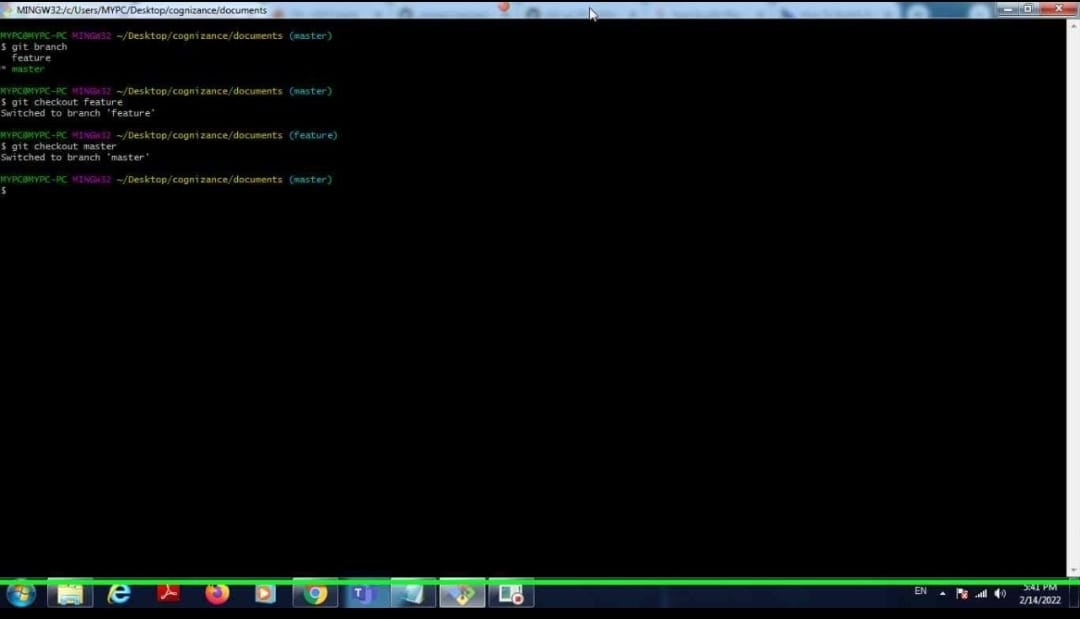 MINGW32:/c/Users/MYPC/Desktop/cognizance/documents
MYPC@MYPC-PC MINGW32 ~/Desktop/cognizance/documents (master)
$ git branch
feature
* master
MYPC@MYPC-PC MINGW32 ~/Desktop/cognizance/documents (master)
$ git checkout feature
Switched to branch 'feature'
MYPC@MYPC-PC MINGW32 ~/Desktop/cognizance/documents (feature)
$ git checkout master
Switched to branch 'master'
MYPC@MYPC-PC MINGW32 ~/Desktop/cognizance/documents (master)
$
EN
5:41 PM
2/14/2022